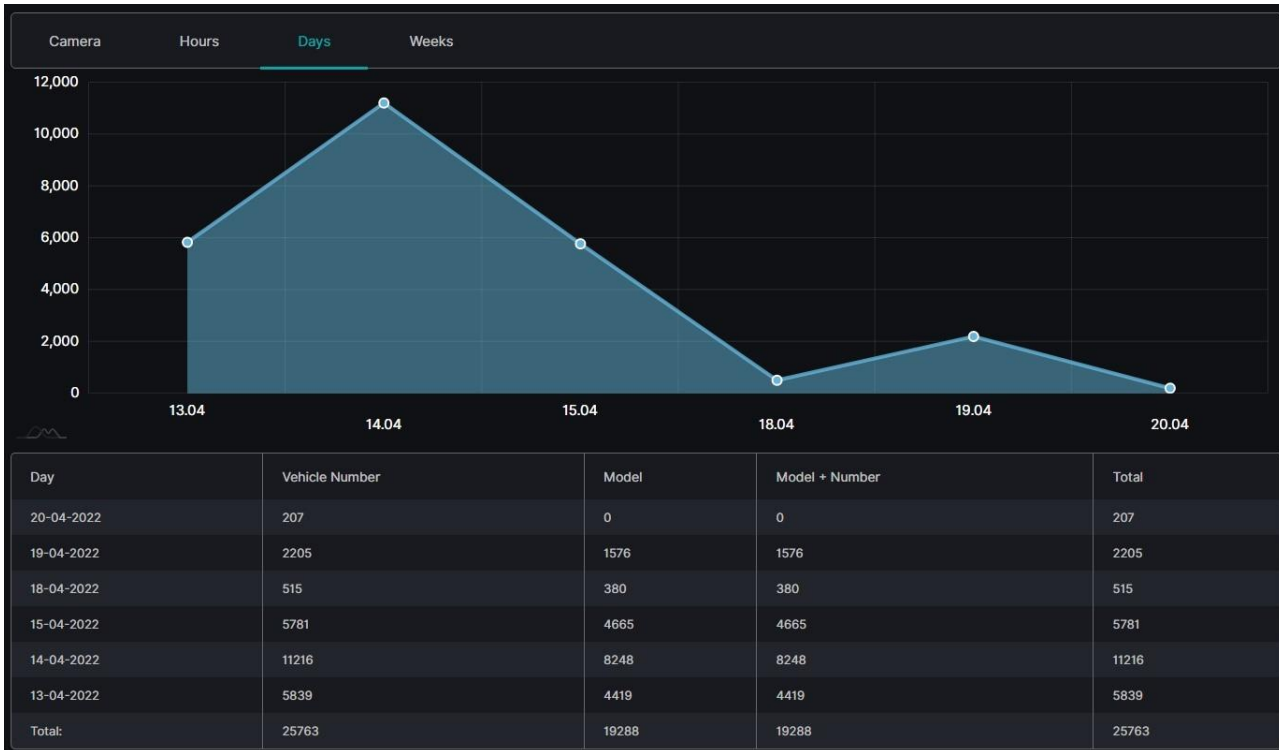 Camera Hours Days Weeks
12,000
10,000
8,000
6,000
4,000
2,000
0
13.04 14.04 15.04 18.04 19.04 20.04
Day Vehicle Number Model Model + Number Total
20-04-2022 207 0 0 207
19-04-2022 2205 1576 1576 2205
18-04-2022 515 380 380 515
15-04-2022 5781 4665 4665 5781
14-04-2022 11216 8248 8248 11216
13-04-2022 5839 4419 4419 5839
Total: 25763 19288 19288 25763